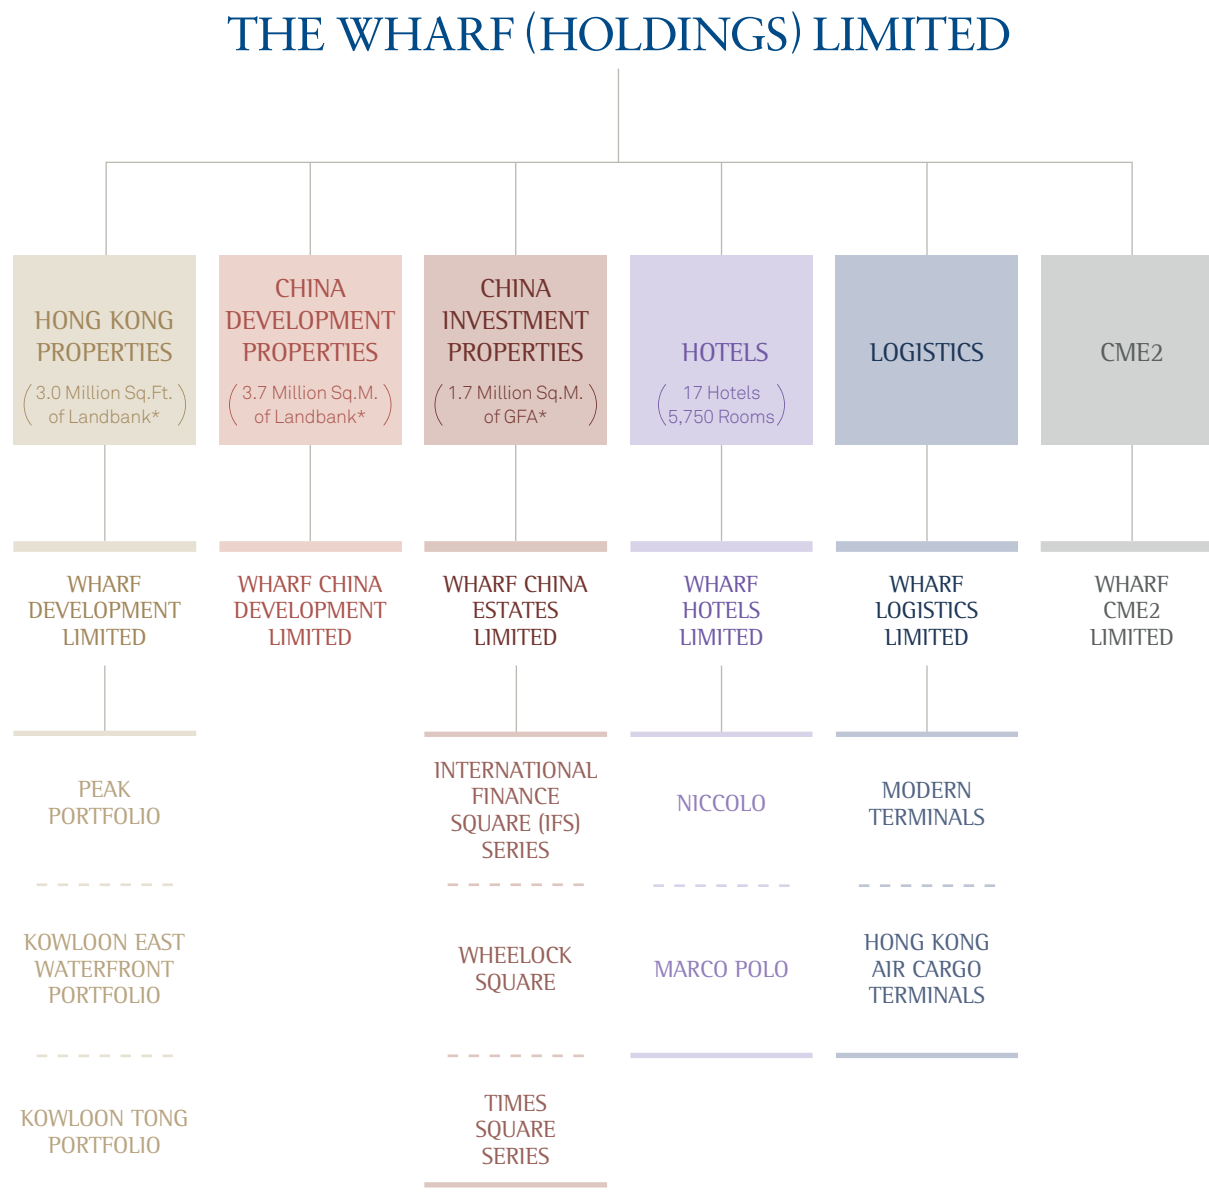 THE WHARF (HOLDINGS) LIMITED
HONG KONG
PROPERTIES
(3.0 Million Sq.Ft.
of Landbank*)
CHINA
DEVELOPMENT
PROPERTIES
(3.7 Million Sq.M.
of Landbank*)
CHINA
INVESTMENT
PROPERTIES
(1.7 Million Sq.M.
of GFA*)
HOTELS
(17 Hotels
5,750 Rooms)
LOGISTICS
CME2
WHARF
DEVELOPMENT
LIMITED
WHARF CHINA
DEVELOPMENT
LIMITED
WHARF CHINA
ESTATES
LIMITED
WHARF
HOTELS
LIMITED
WHARF
LOGISTICS
LIMITED
WHARF
CME2
LIMITED
PEAK
PORTFOLIO
KOWLOON EAST
WATERFRONT
PORTFOLIO
KOWLOON TONG
PORTFOLIO
INTERNATIONAL
FINANCE
SQUARE (IFS)
SERIES
WHEELOCK
SQUARE
TIMES
SQUARE
SERIES
NICCOLO
MARCO POLO
MODERN
TERMINALS
HONG KONG
AIR CARGO
TERMINALS